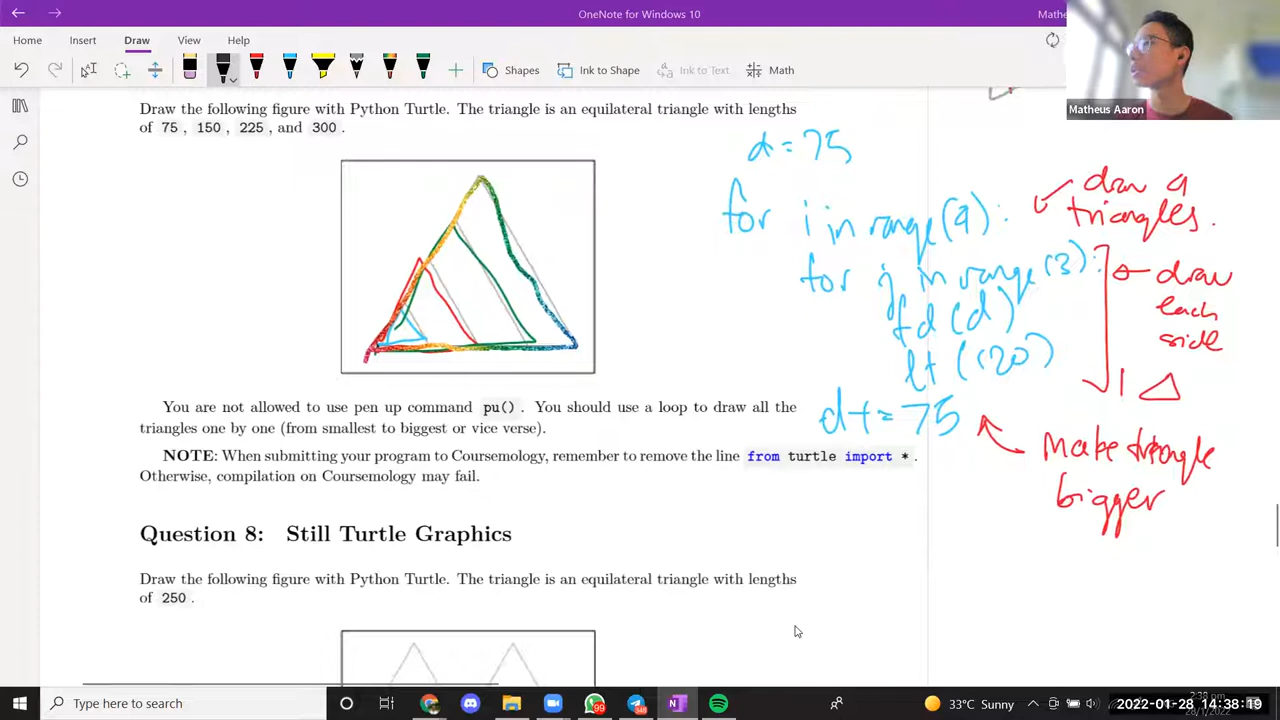 OneNote for Windows 10
Mathe
Home Insert Draw View Help
Shapes Ink to Shape Ink to Text Math
Matheus Aaron
Draw the following figure with Python Turtle. The triangle is an equilateral triangle with lengths
of 75, 150, 225, and 300.
d = 75
for i in range(4):
for j in range(3):
fd(d)
lt(120)
d += 75
draw 4
triangles.
draw
each
side
1
Make triangle
bigger
You are not allowed to use pen up command pu(). You should use a loop to draw all the
triangles one by one (from smallest to biggest or vice verse).
NOTE: When submitting your program to Coursemology, remember to remove the line from turtle import *.
Otherwise, compilation on Coursemology may fail.
Question 8: Still Turtle Graphics
Draw the following figure with Python Turtle. The triangle is an equilateral triangle with lengths
of 250.
Type here to search
99
33°C Sunny
2:38 pm
2022-01-28 14:38:19